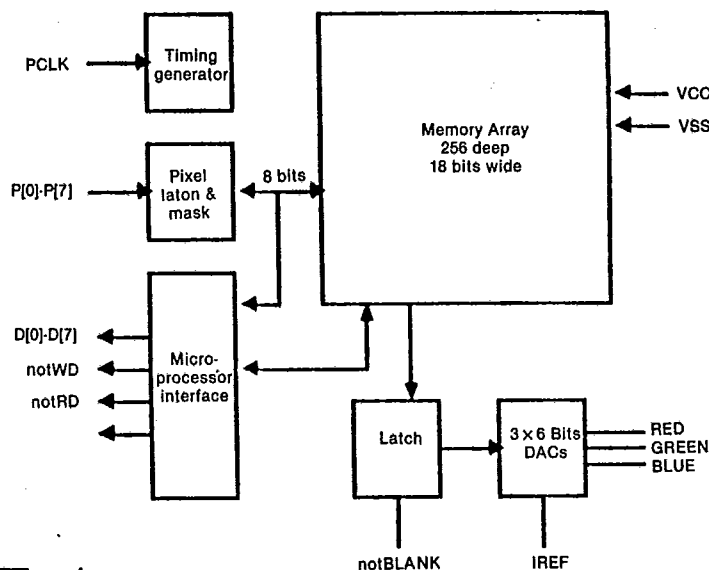 PCLK
Timing
generator
Memory Array
256 deep
18 bits wide
VCC
VSS
P[0]-P[7]
Pixel
laton &
mask
8 bits
D[0]-D[7]
notWD
notRD
Micro-
processor
interface
Latch
3 × 6 Bits
DACs
RED
GREEN
BLUE
notBLANK
IREF